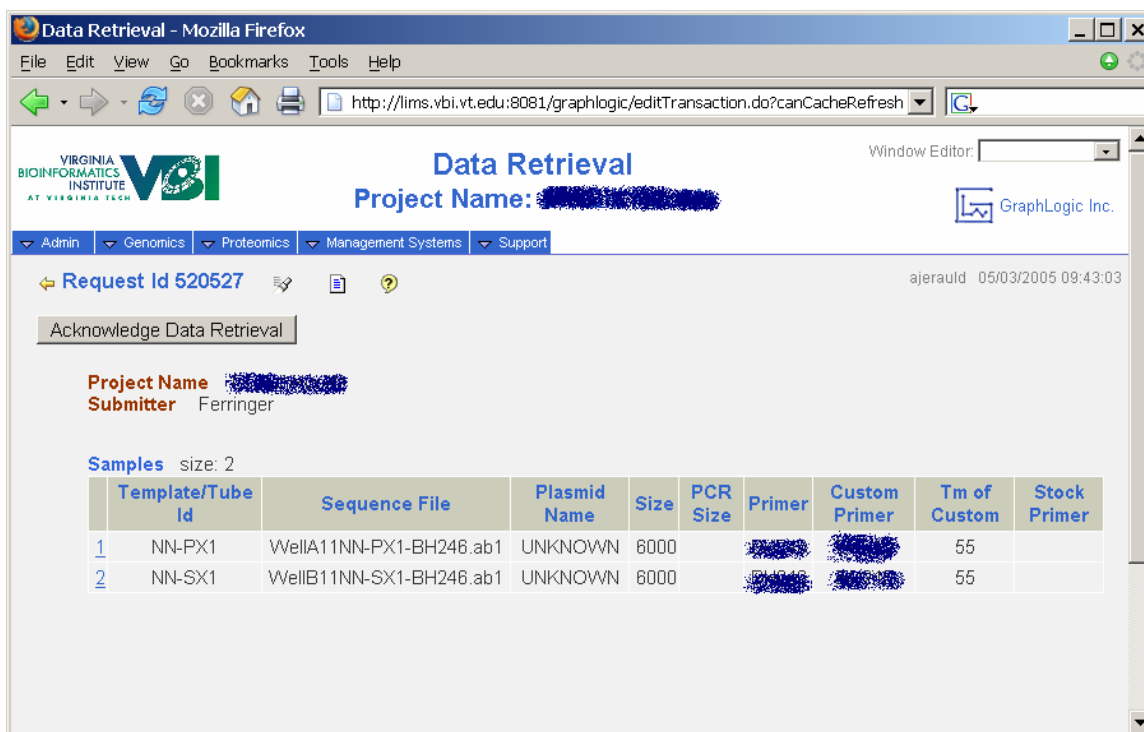 Data Retrieval - Mozilla Firefox
File Edit View Go Bookmarks Tools Help
http://lims.vbi.vt.edu:8081/graphlogic/editTransaction.do?canCacheRefresh
VIRGINIA
BIOINFORMATICS
INSTITUTE
AT VIRGINIA TECH
VBI
Data Retrieval
Project Name:
Window Editor:
GraphLogic Inc.
Admin Genomics Proteomics Management Systems Support
Request Id 520527
ajerauld 05/03/2005 09:43:03
Acknowledge Data Retrieval
Project Name
Submitter Ferringer
Samples size: 2
Template/Tube Id Sequence File Plasmid Name Size PCR Size Primer Custom Primer Tm of Custom Stock Primer
1 NN-PX1 WellA11NN-PX1-BH246.ab1 UNKNOWN 6000 55
2 NN-SX1 WellB11NN-SX1-BH246.ab1 UNKNOWN 6000 55